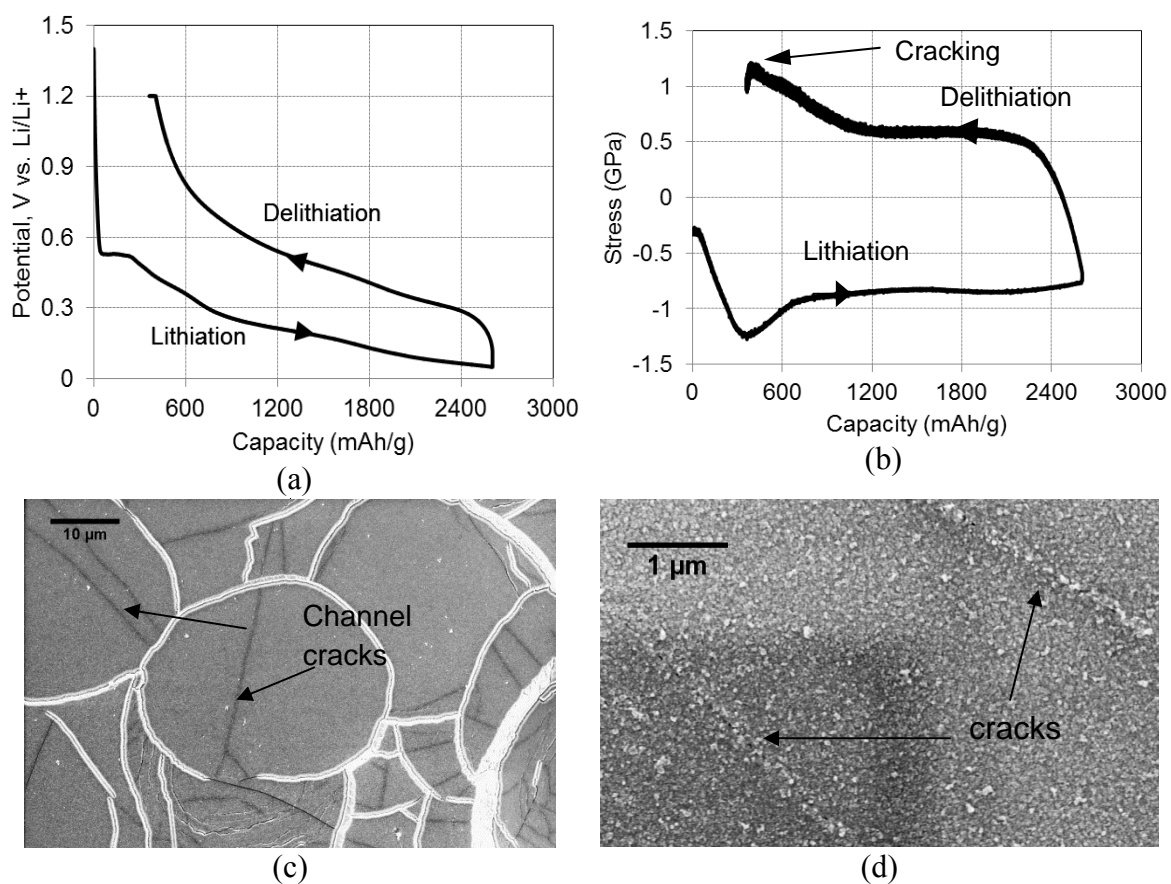 1.5
1.2
0.9
0.6
0.3
0
Potential, V vs. Li/Li+
Delithiation
Lithiation
0 600 1200 1800 2400 3000
Capacity (mAh/g)
(a)
1.5
1
0.5
0
-0.5
-1
-1.5
Stress (GPa)
Cracking
Delithiation
Lithiation
0 600 1200 1800 2400 3000
Capacity (mAh/g)
(b)
10 µm
Channel
cracks
(c)
1 µm
cracks
(d)